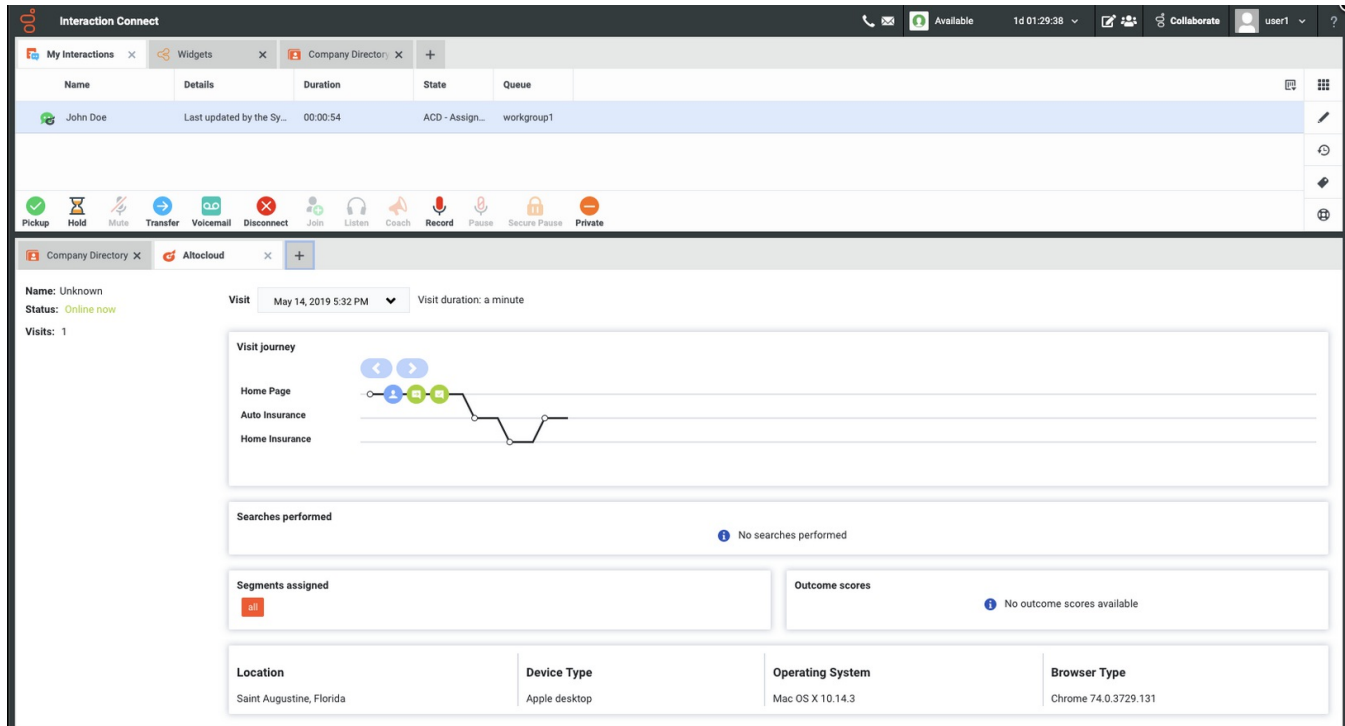 Interaction Connect Available 1d 01:29:38 Collaborate user1 ?
My Interactions Widgets Company Directory
Name Details Duration State Queue
John Doe Last updated by the Sy... 00:00:54 ACD - Assign... workgroup1
Pickup Hold Mute Transfer Voicemail Disconnect Join Listen Coach Record Pause Secure Pause Private
Company Directory Altocloud
Name: Unknown
Status: Online now
Visits: 1
Visit May 14, 2019 5:32 PM Visit duration: a minute
Visit journey
Home Page
Auto Insurance
Home Insurance
Searches performed
No searches performed
Segments assigned
all
Outcome scores
No outcome scores available
Location Device Type Operating System Browser Type
Saint Augustine, Florida Apple desktop Mac OS X 10.14.3 Chrome 74.0.3729.131